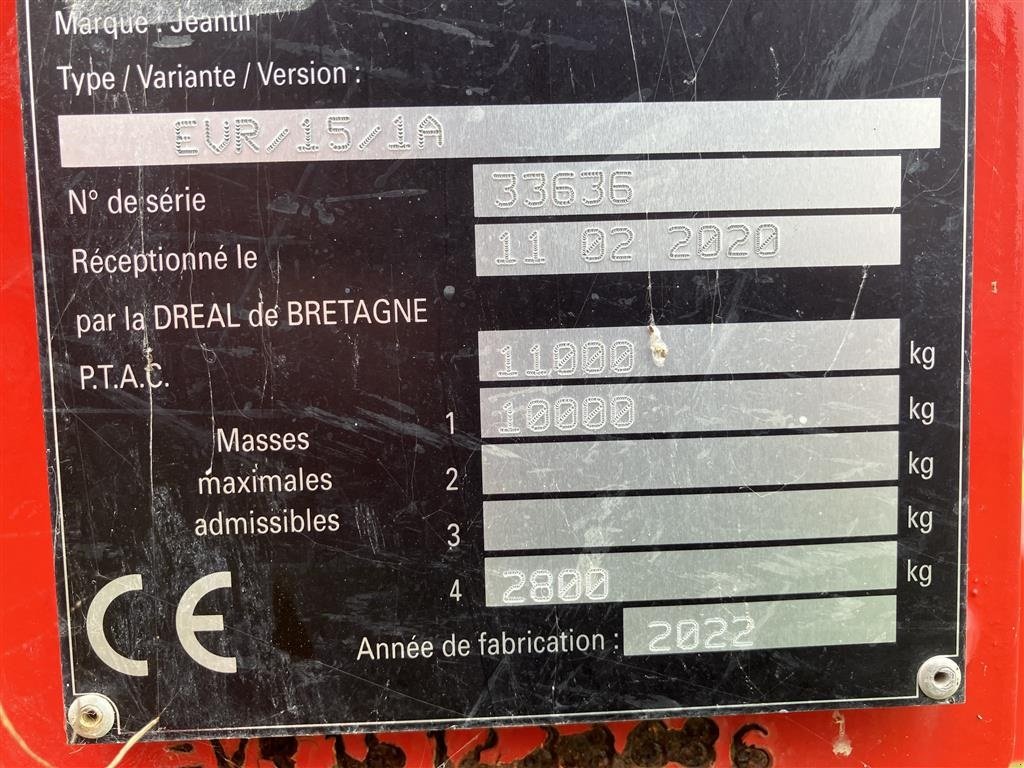 Marque : Jeantil
Type / Variante / Version :
EVR/15/1A
N° de série 33636
Réceptionné le 11 02 2020
par la DREAL de BRETAGNE
P.T.A.C. 11000 kg
Masses maximales admissibles
1 10000 kg
2 kg
3 kg
4 2800 kg
CE
Année de fabrication : 2022